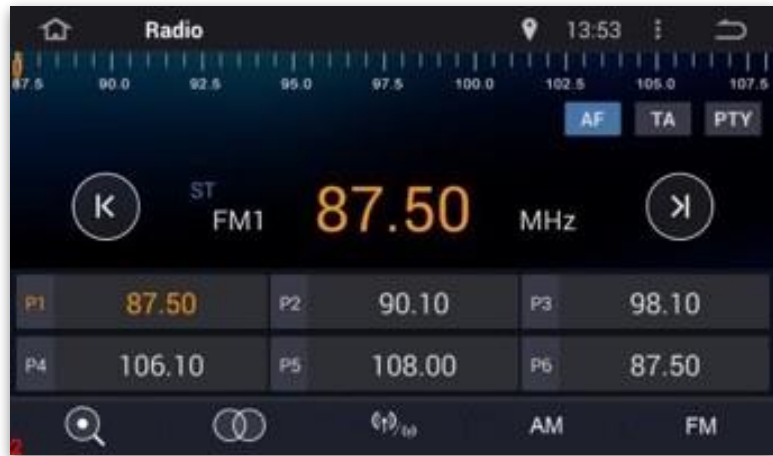 Radio 13:53
87.5 90.0 92.5 95.0 97.5 100.0 102.5 105.0 107.5
AF TA PTY
ST
FM1 87.50 MHz
P1 87.50 P2 90.10 P3 98.10
P4 106.10 P5 108.00 P6 87.50
AM FM
2